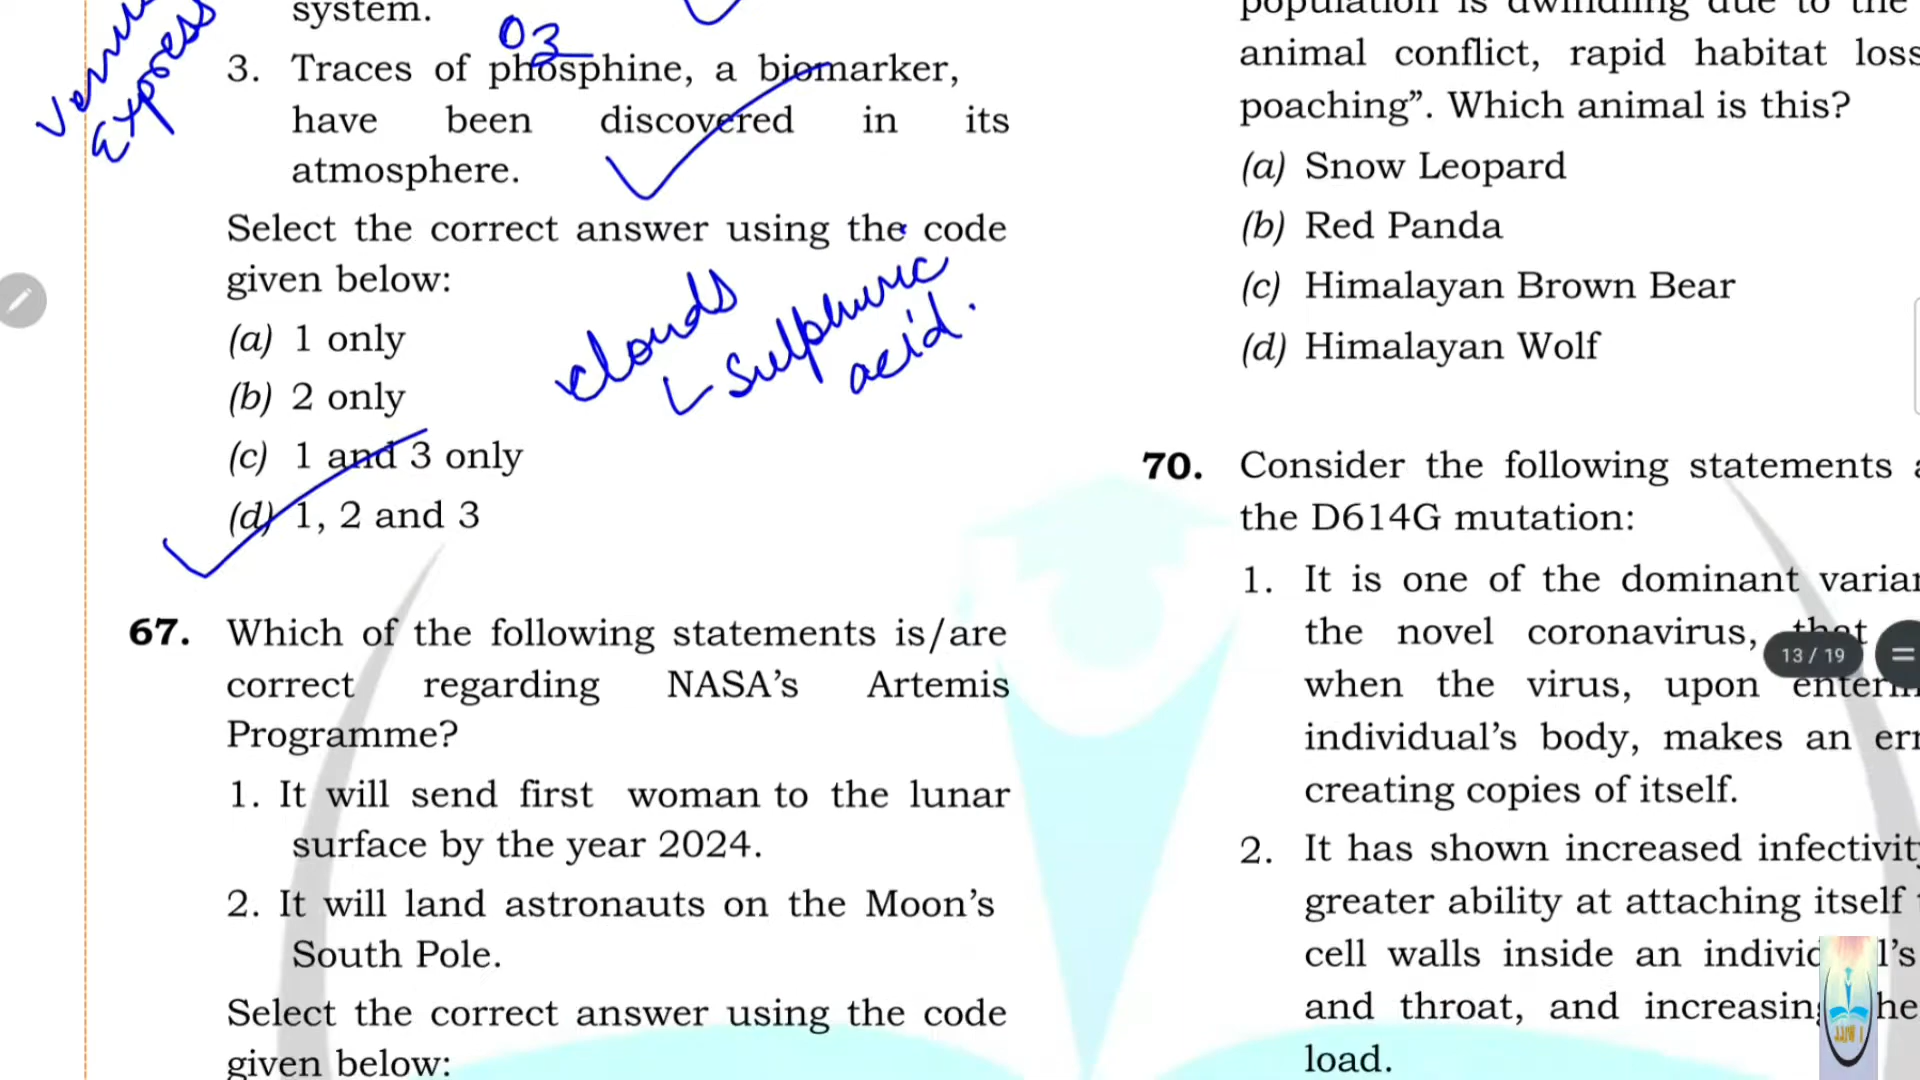 system.
O3
3. Traces of phosphine, a biomarker,
have been discovered in its
atmosphere.
Express
Select the correct answer using the code
given below:
clouds
sulphuric
acid.
(a) 1 only
(b) 2 only
(c) 1 and 3 only
(d) 1, 2 and 3
67. Which of the following statements is/are
correct regarding NASA's Artemis
Programme?
1. It will send first woman to the lunar
surface by the year 2024.
2. It will land astronauts on the Moon's
South Pole.
Select the correct answer using the code
given below:
population is dwindling due to the
animal conflict, rapid habitat loss
poaching”. Which animal is this?
(a) Snow Leopard
(b) Red Panda
(c) Himalayan Brown Bear
(d) Himalayan Wolf
70. Consider the following statements
the D614G mutation:
1. It is one of the dominant
the novel coronavirus, that
13 / 19
when the virus, upon
individual's body, makes an
creating copies of itself.
2. It has shown increased
greater ability at attaching itself
cell walls inside an
and throat, and
load.